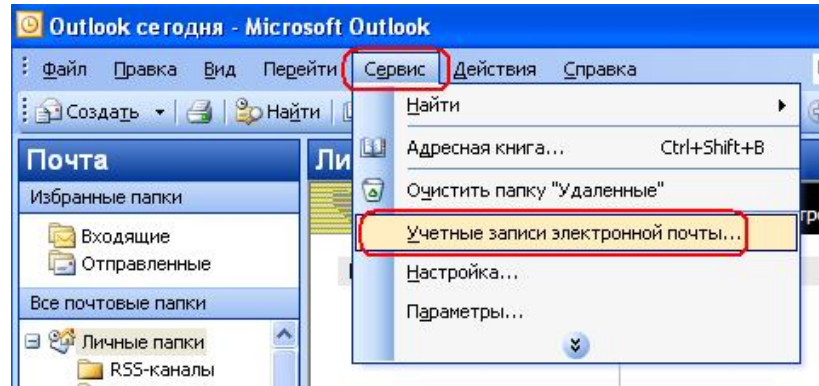 Outlook сегодня - Microsoft Outlook
Файл Правка Вид Перейти Сервис Действия Справка
Создать Найти
Найти
Адресная книга... Ctrl+Shift+B
Очистить папку "Удаленные"
Учетные записи электронной почты...
Настройка...
Параметры...
Почта
Ли
Избранные папки
Входящие
Отправленные
Все почтовые папки
Личные папки
RSS-каналы